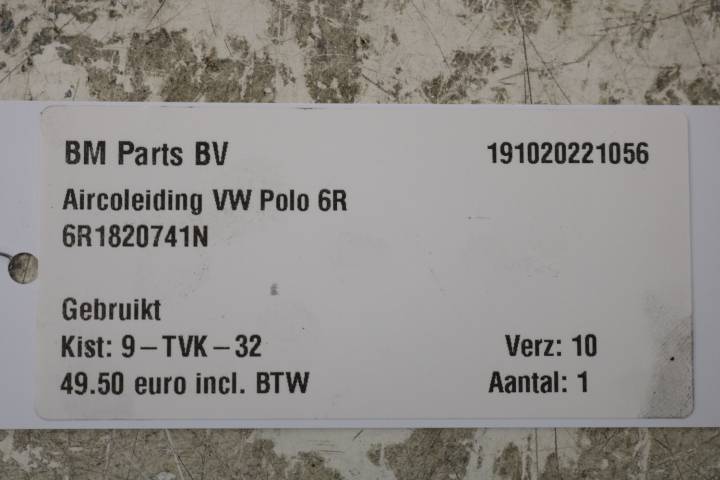 BM Parts BV 191020221056
Aircoleiding VW Polo 6R
6R1820741N
Gebruikt
Kist: 9-TVK-32 Verz: 10
49.50 euro incl. BTW Aantal: 1